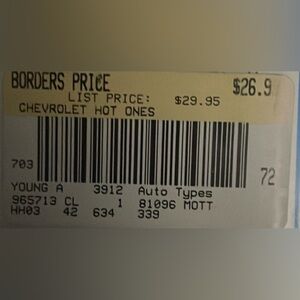 BORDERS PRICE $26.9
LIST PRICE: $29.95
CHEVROLET HOT ONES
703 72
YOUNG A 3912 Auto Types
965713 CL 1 81096 MOTT
HH03 42 634 339